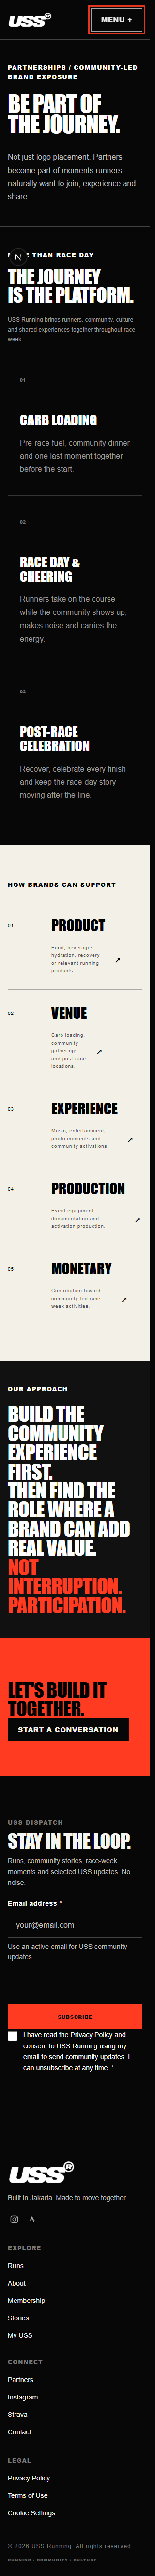 USS R
MENU +
PARTNERSHIPS / COMMUNITY-LED
BRAND EXPOSURE
BE PART OF
THE JOURNEY.
Not just logo placement. Partners
become part of moments runners
naturally want to join, experience and
share.
N
THAN RACE DAY
THE JOURNEY
IS THE PLATFORM.
USS Running brings runners, community, culture
and shared experiences together throughout race
week.
01
CARB LOADING
Pre-race fuel, community dinner
and one last moment together
before the start.
02
RACE DAY &
CHEERING
Runners take on the course
while the community shows up,
makes noise and carries the
energy.
03
POST-RACE
CELEBRATION
Recover, celebrate every finish
and keep the race-day story
moving after the line.
HOW BRANDS CAN SUPPORT
01
PRODUCT
Food, beverages,
hydration, recovery
or relevant running
products.
↗
02
VENUE
Carb loading,
community
gatherings
and post-race
locations.
↗
03
EXPERIENCE
Music, entertainment,
photo moments and
community activations.
↗
04
PRODUCTION
Event equipment,
documentation and
activation production.
↗
05
MONETARY
Contribution toward
community-led race-
week activities.
↗
OUR APPROACH
BUILD THE
COMMUNITY
EXPERIENCE
FIRST.
THEN FIND THE
ROLE WHERE A
BRAND CAN ADD
REAL VALUE.
NOT
INTERRUPTION.
PARTICIPATION.
LET'S BUILD IT
TOGETHER.
START A CONVERSATION
USS DISPATCH
STAY IN THE LOOP.
Runs, community stories, race-week
moments and selected USS updates. No
noise.
Email address *
your@email.com
Use an active email for USS community
updates.
SUBSCRIBE
I have read the Privacy Policy and
consent to USS Running using my
email to send community updates. I
can unsubscribe at any time. *
USS R
Built in Jakarta. Made to move together.
EXPLORE
Runs
About
Membership
Stories
My USS
CONNECT
Partners
Instagram
Strava
Contact
LEGAL
Privacy Policy
Terms of Use
Cookie Settings
© 2026 USS Running. All rights reserved.
RUNNING / COMMUNITY / CULTURE